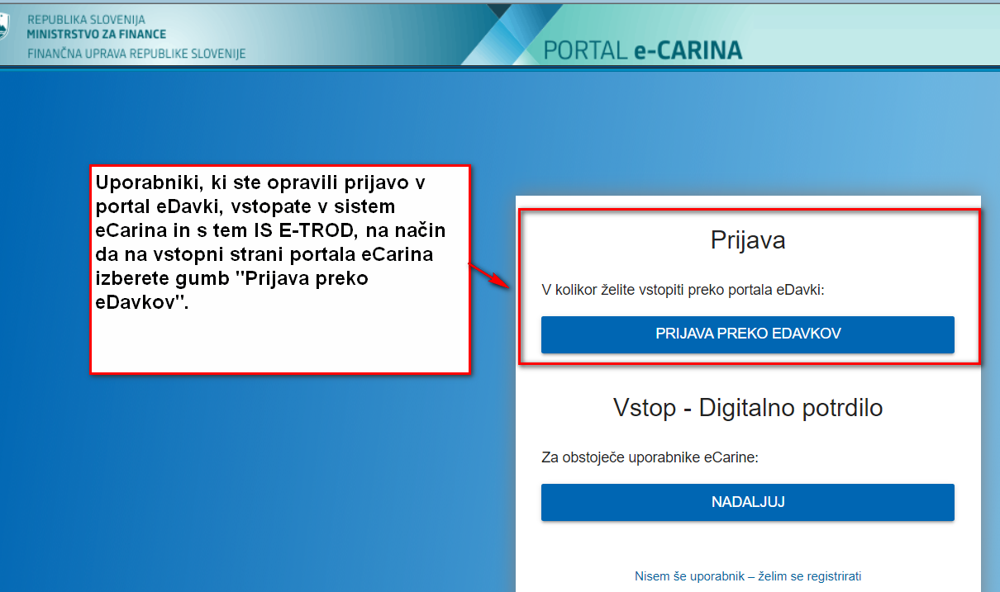 REPUBLIKA SLOVENIJA
MINISTRSTVO ZA FINANCE
FINANČNA UPRAVA REPUBLIKE SLOVENIJE
PORTAL e-CARINA
Uporabniki, ki ste opravili prijavo v
portal eDavki, vstopate v sistem
eCarina in s tem IS E-TROD, na način
da na vstopni strani portala eCarina
izberete gumb "Prijava preko
eDavkov".
Prijava
V kolikor želite vstopiti preko portala eDavki:
PRIJAVA PREKO EDAVKOV
Vstop - Digitalno potrdilo
Za obstoječe uporabnike eCarine:
NADALJUJ
Nisem še uporabnik – želim se registrirati